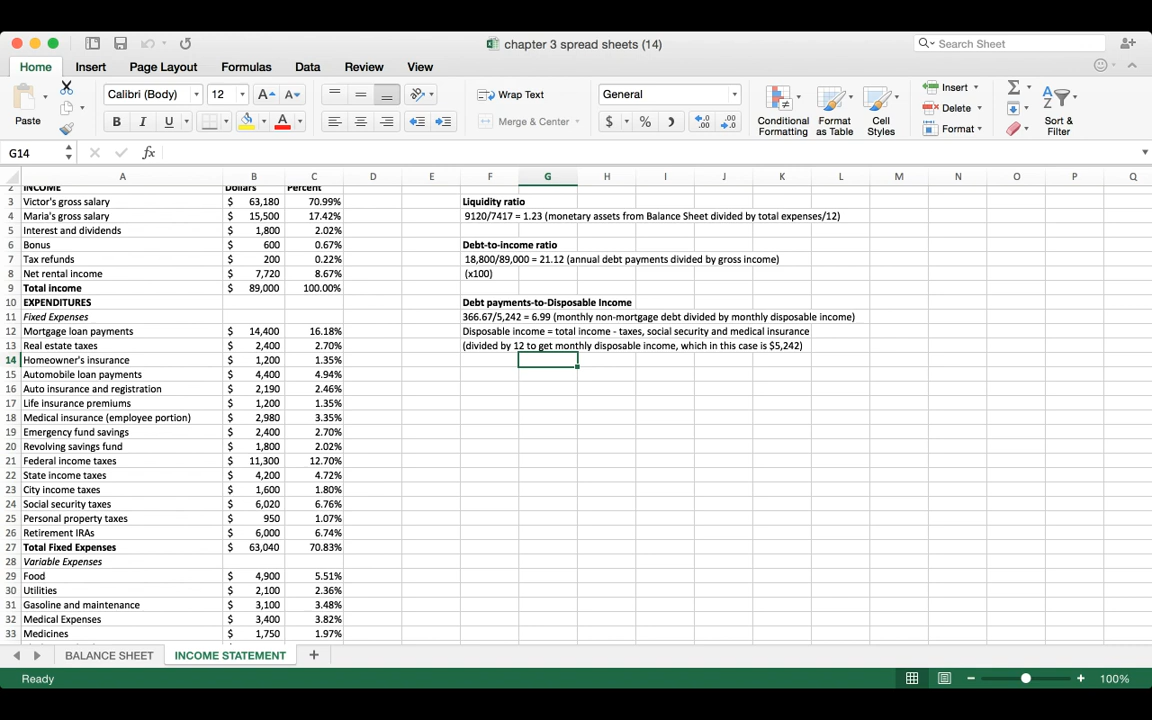 chapter 3 spread sheets (14)
Search Sheet
Home Insert Page Layout Formulas Data Review View
Paste
Calibri (Body) 12 A A
B I U A
Wrap Text
Merge & Center
General
$ % ,
Conditional Formatting
Format as Table
Cell Styles
Insert
Delete
Format
Sort & Filter
G14 fx
A B C D E F G H I J K L M N O P Q
2 INCOME Dollars Percent
3 Victor's gross salary $ 63,180 70.99% Liquidity ratio
4 Maria's gross salary $ 15,500 17.42% 9120/7417 = 1.23 (monetary assets from Balance Sheet divided by total expenses/12)
5 Interest and dividends $ 1,800 2.02%
6 Bonus $ 600 0.67% Debt-to-income ratio
7 Tax refunds $ 200 0.22% 18,800/89,000 = 21.12 (annual debt payments divided by gross income)
8 Net rental income $ 7,720 8.67% (x100)
9 Total income $ 89,000 100.00%
10 EXPENDITURES Debt payments-to-Disposable Income
11 Fixed Expenses 366.67/5,242 = 6.99 (monthly non-mortgage debt divided by monthly disposable income)
12 Mortgage loan payments $ 14,400 16.18% Disposable income = total income - taxes, social security and medical insurance
13 Real estate taxes $ 2,400 2.70% (divided by 12 to get monthly disposable income, which in this case is $5,242)
14 Homeowner's insurance $ 1,200 1.35%
15 Automobile loan payments $ 4,400 4.94%
16 Auto insurance and registration $ 2,190 2.46%
17 Life insurance premiums $ 1,200 1.35%
18 Medical insurance (employee portion) $ 2,980 3.35%
19 Emergency fund savings $ 2,400 2.70%
20 Revolving savings fund $ 1,800 2.02%
21 Federal income taxes $ 11,300 12.70%
22 State income taxes $ 4,200 4.72%
23 City income taxes $ 1,600 1.80%
24 Social security taxes $ 6,020 6.76%
25 Personal property taxes $ 950 1.07%
26 Retirement IRAs $ 6,000 6.74%
27 Total Fixed Expenses $ 63,040 70.83%
28 Variable Expenses
29 Food $ 4,900 5.51%
30 Utilities $ 2,100 2.36%
31 Gasoline and maintenance $ 3,100 3.48%
32 Medical Expenses $ 3,400 3.82%
33 Medicines $ 1,750 1.97%
BALANCE SHEET INCOME STATEMENT +
Ready 100%